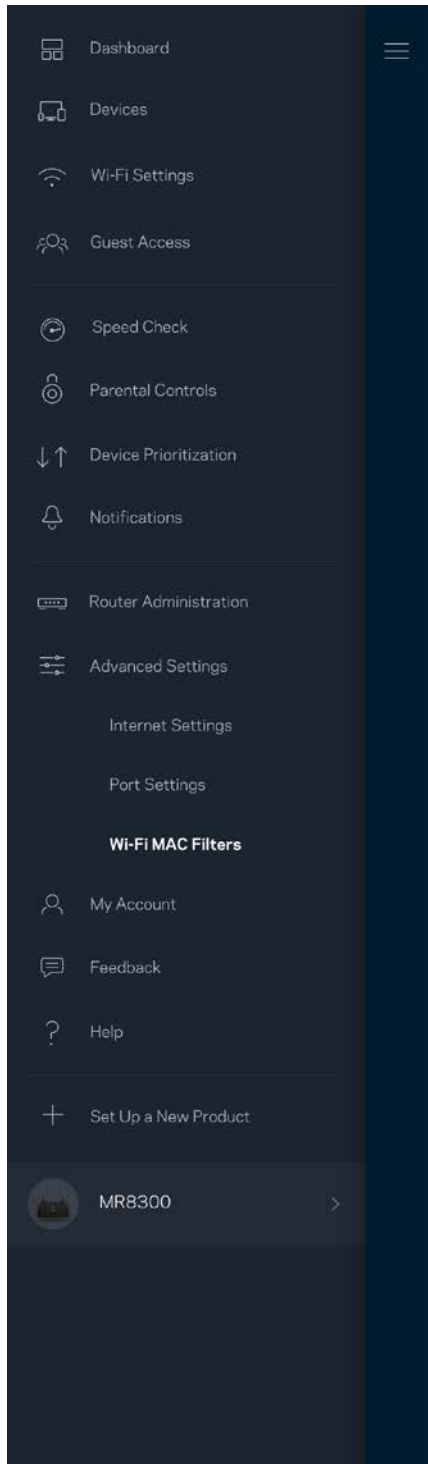 Dashboard
Devices
Wi-Fi Settings
Guest Access
Speed Check
Parental Controls
Device Prioritization
Notifications
Router Administration
Advanced Settings
Internet Settings
Port Settings
Wi-Fi MAC Filters
My Account
Feedback
Help
Set Up a New Product
MR8300